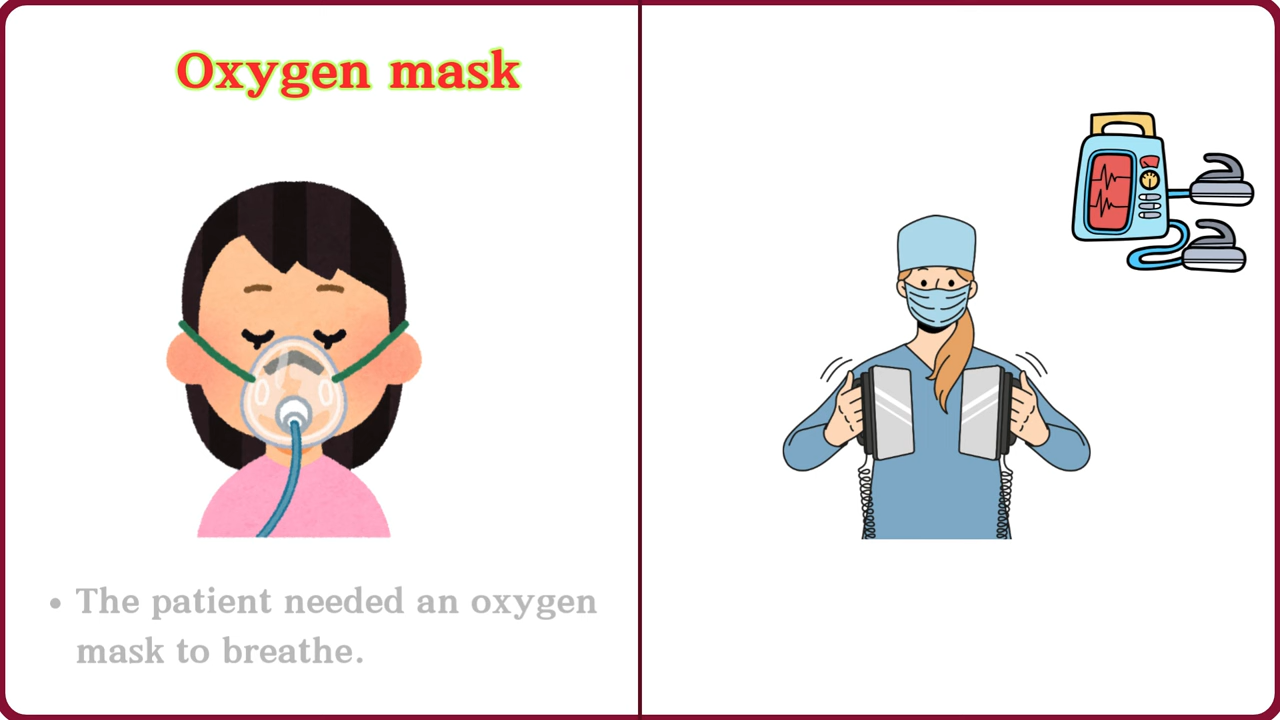 Oxygen mask
• The patient needed an oxygen
mask to breathe.